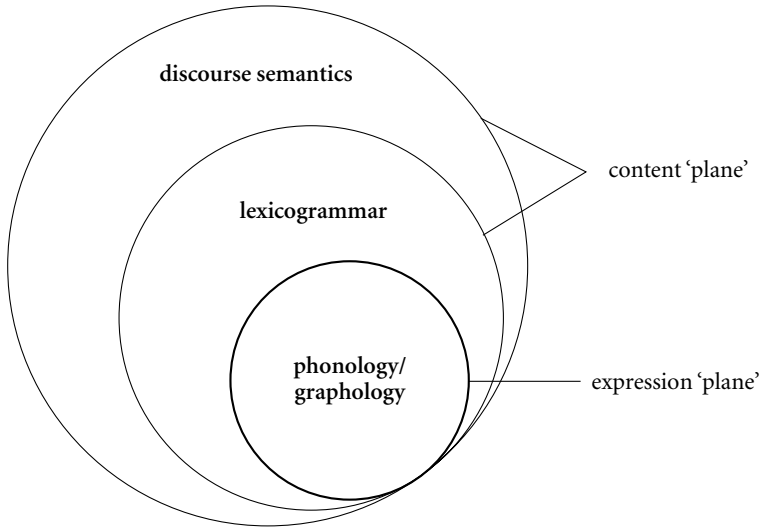 discourse semantics
content ‘plane’
lexicogrammar
phonology/
graphology
expression ‘plane’